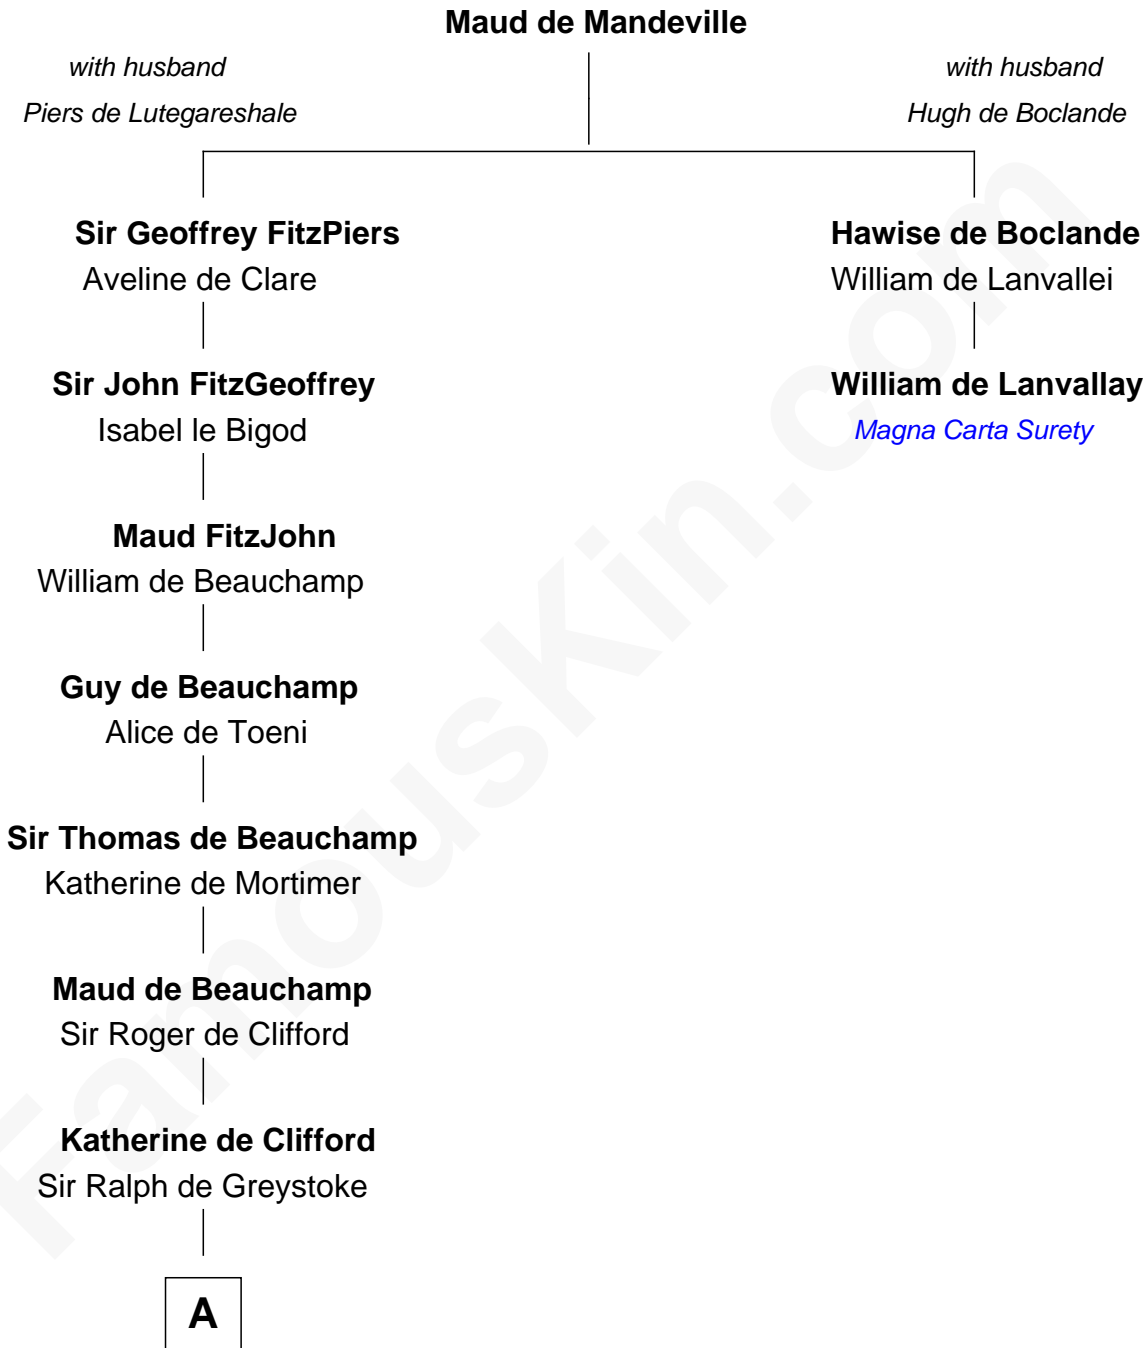 Maud de Mandeville
with husband
Piers de Lutegareshale
with husband
Hugh de Boclande
Sir Geoffrey FitzPiers
Aveline de Clare
Hawise de Boclande
William de Lanvallei
Sir John FitzGeoffrey
Isabel le Bigod
William de Lanvallay
Magna Carta Surety
Maud FitzJohn
William de Beauchamp
Guy de Beauchamp
Alice de Toeni
Sir Thomas de Beauchamp
Katherine de Mortimer
Maud de Beauchamp
Sir Roger de Clifford
Katherine de Clifford
Sir Ralph de Greystoke
A
FamousKin.com